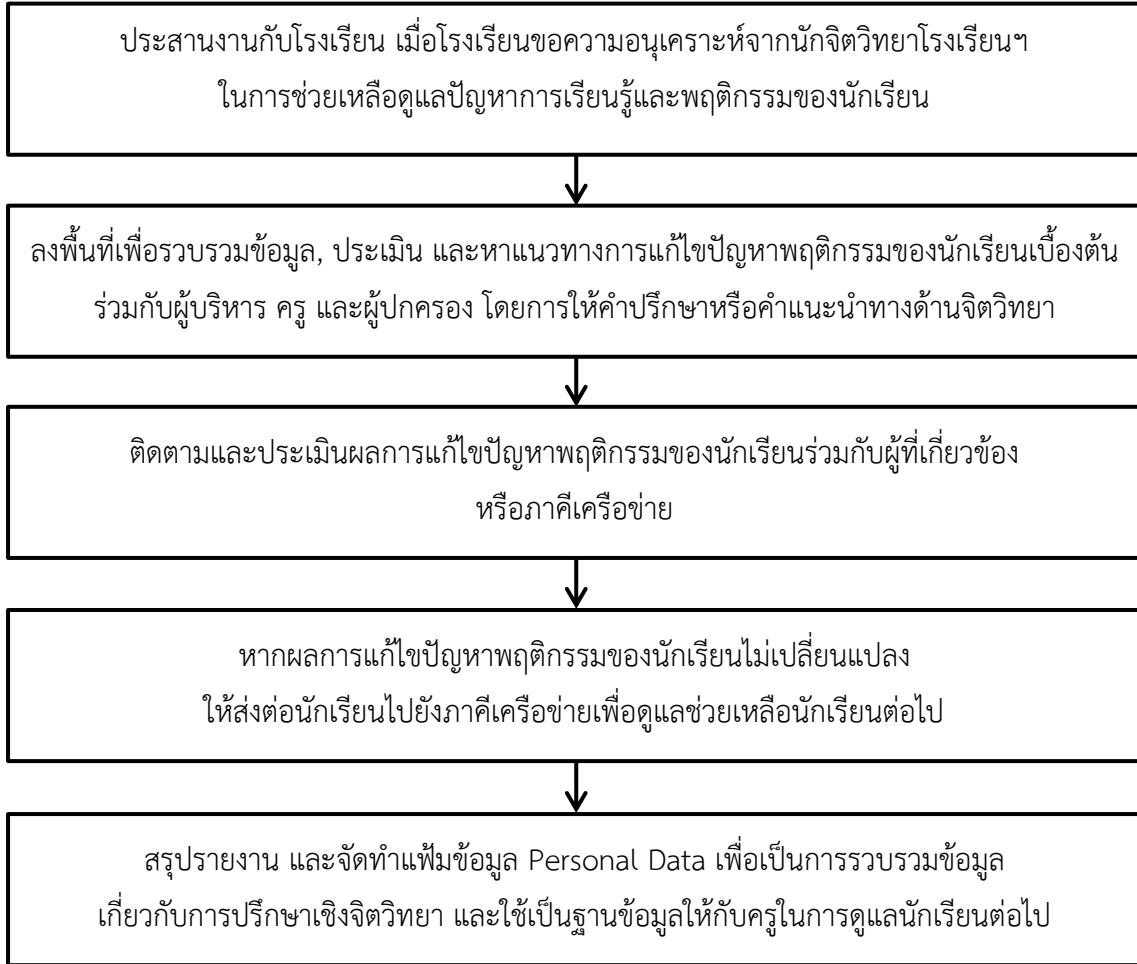 ประสานงานกับโรงเรียน เมื่อโรงเรียนขอความอนุเคราะห์จากนักจิตวิทยาโรงเรียนฯ
ในการช่วยเหลือดูแลปัญหาการเรียนรู้และพฤติกรรมของนักเรียน
ลงพื้นที่เพื่อรวบรวมข้อมูล, ประเมิน และหาแนวทางการแก้ไขปัญหาพฤติกรรมของนักเรียนเบื้องต้น
ร่วมกับผู้บริหาร ครู และผู้ปกครอง โดยการให้คำปรึกษาหรือคำแนะนำทางด้านจิตวิทยา
ติดตามและประเมินผลการแก้ไขปัญหาพฤติกรรมของนักเรียนร่วมกับผู้ที่เกี่ยวข้อง
หรือภาคีเครือข่าย
หากผลการแก้ไขปัญหาพฤติกรรมของนักเรียนไม่เปลี่ยนแปลง
ให้ส่งต่อนักเรียนไปยังภาคีเครือข่ายเพื่อดูแลช่วยเหลือนักเรียนต่อไป
สรุปรายงาน และจัดทำแฟ้มข้อมูล Personal Data เพื่อเป็นการรวบรวมข้อมูล
เกี่ยวกับการปรึกษาเชิงจิตวิทยา และใช้เป็นฐานข้อมูลให้กับครูในการดูแลนักเรียนต่อไป